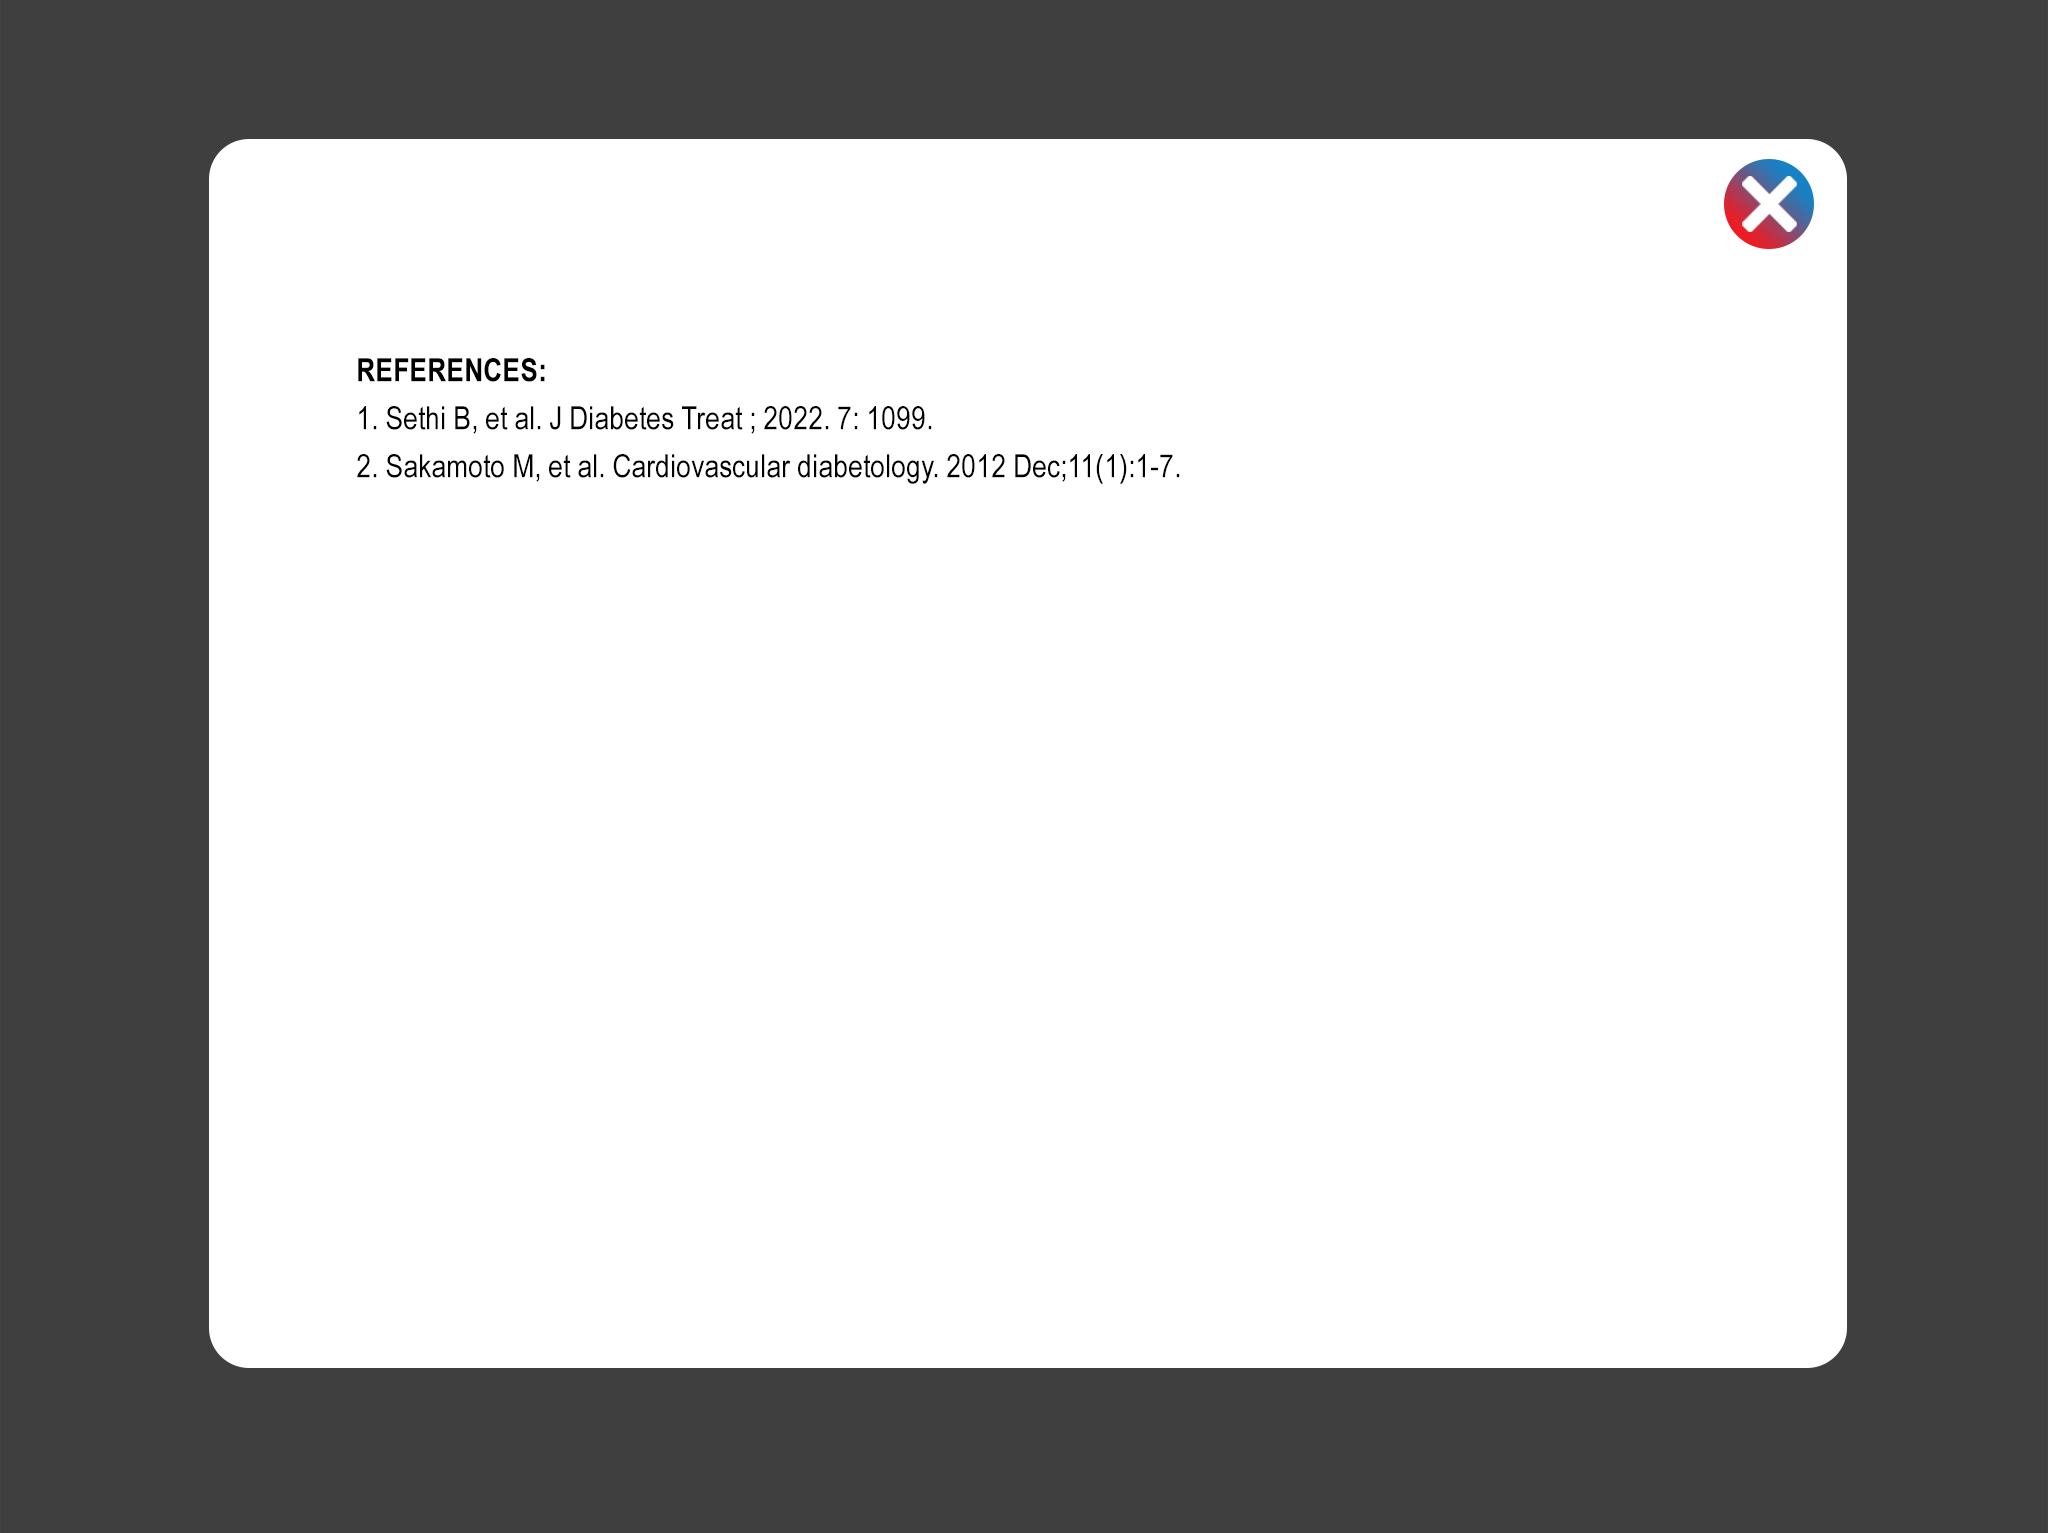 REFERENCES:
1. Sethi B, et al. J Diabetes Treat ; 2022. 7: 1099.
2. Sakamoto M, et al. Cardiovascular diabetology. 2012 Dec;11(1):1-7.